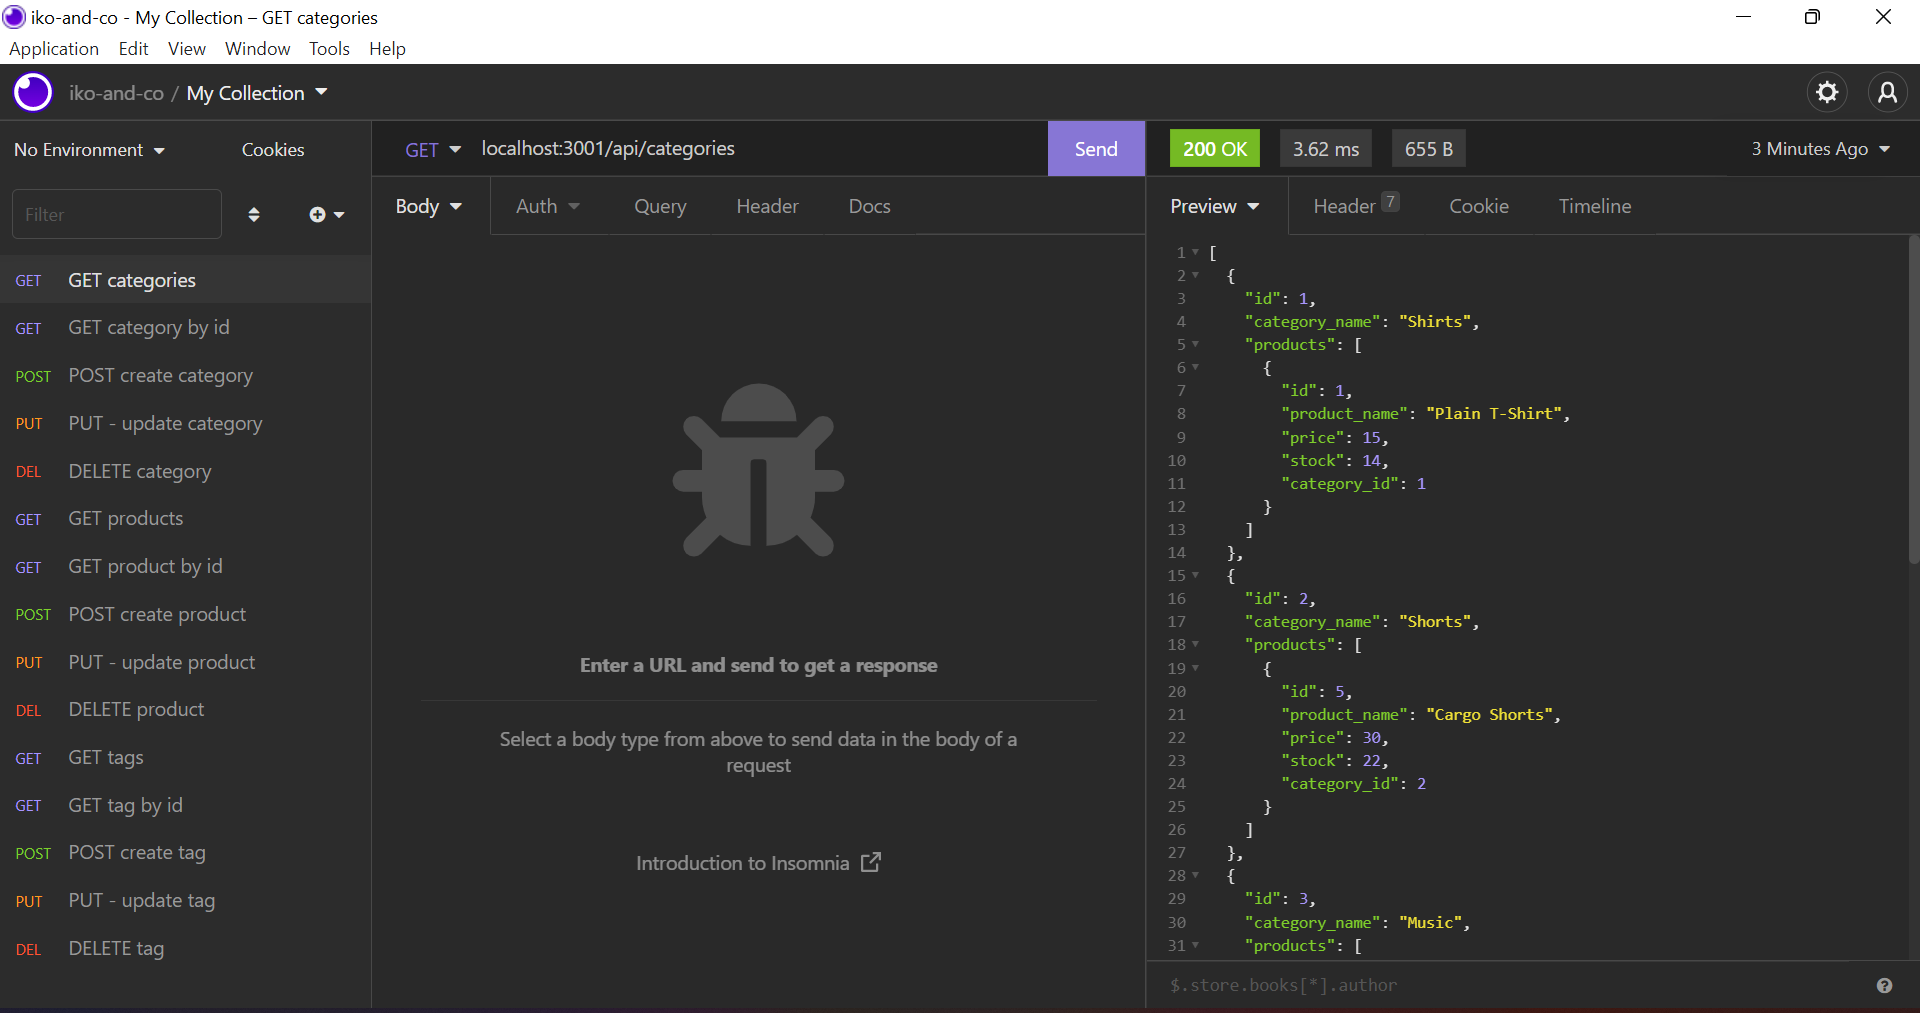 iko-and-co - My Collection – GET categories
Application Edit View Window Tools Help
iko-and-co / My Collection
No Environment Cookies
Filter
GET GET categories
GET GET category by id
POST POST create category
PUT PUT - update category
DEL DELETE category
GET GET products
GET GET product by id
POST POST create product
PUT PUT - update product
DEL DELETE product
GET GET tags
GET GET tag by id
POST POST create tag
PUT PUT - update tag
DEL DELETE tag
GET localhost:3001/api/categories Send
Body Auth Query Header Docs
Enter a URL and send to get a response
Select a body type from above to send data in the body of a
request
Introduction to Insomnia
200 OK 3.62 ms 655 B 3 Minutes Ago
Preview Header 7 Cookie Timeline
1 [
2 {
3 "id": 1,
4 "category_name": "Shirts",
5 "products": [
6 {
7 "id": 1,
8 "product_name": "Plain T-Shirt",
9 "price": 15,
10 "stock": 14,
11 "category_id": 1
12 }
13 ]
14 },
15 {
16 "id": 2,
17 "category_name": "Shorts",
18 "products": [
19 {
20 "id": 5,
21 "product_name": "Cargo Shorts",
22 "price": 30,
23 "stock": 22,
24 "category_id": 2
25 }
26 ]
27 },
28 {
29 "id": 3,
30 "category_name": "Music",
31 "products": [
$.store.books[*].author ?